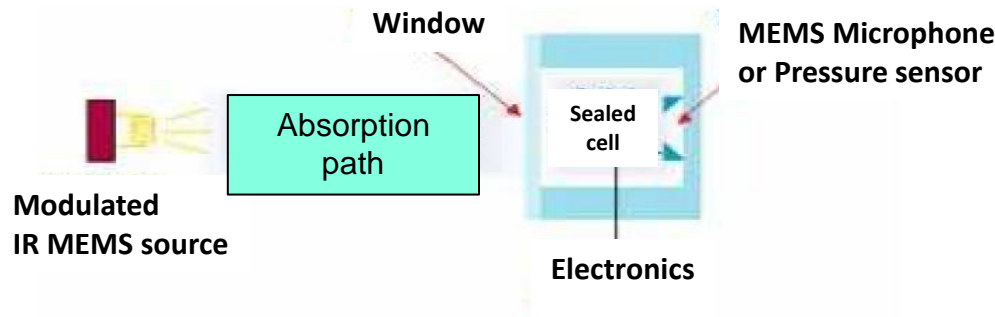 Window
MEMS Microphone
or Pressure sensor
Absorption
path
Sealed
cell
Modulated
IR MEMS source
Electronics